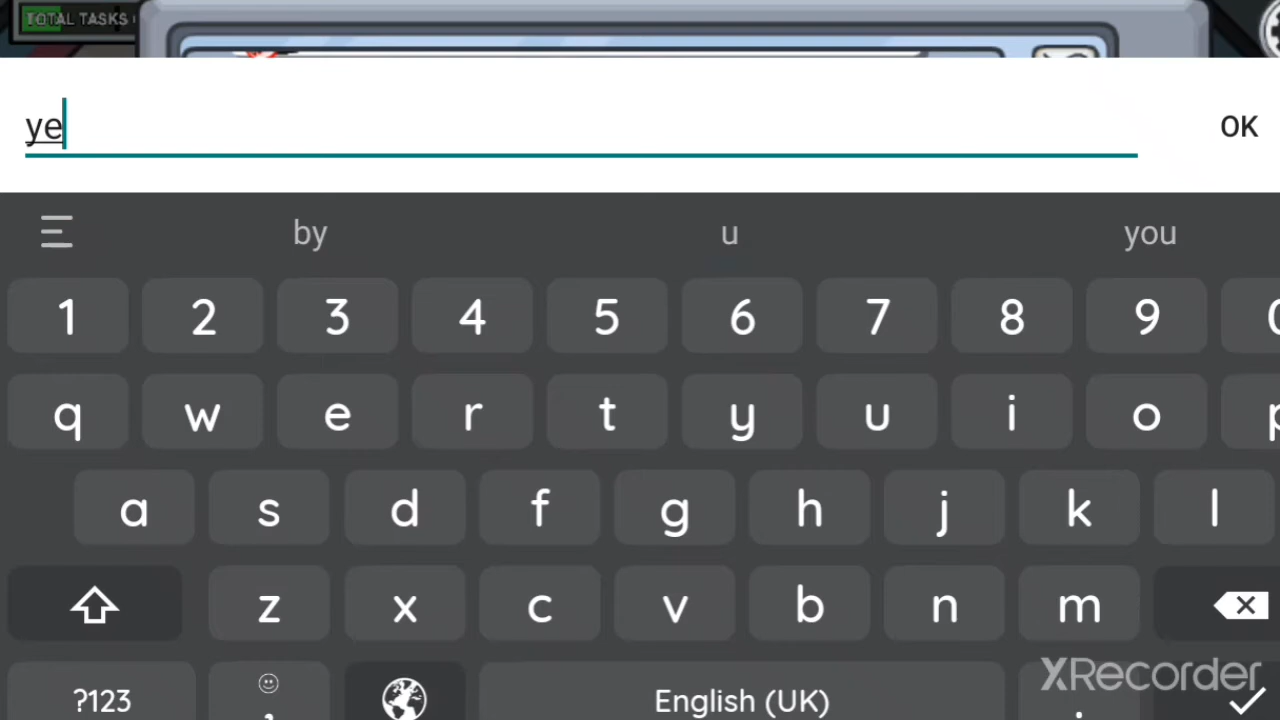 TOTAL TASKS
ye
OK
by u you
1 2 3 4 5 6 7 8 9 0
q w e r t y u i o p
a s d f g h j k l
z x c v b n m
XRecorder
?123 , English (UK) .